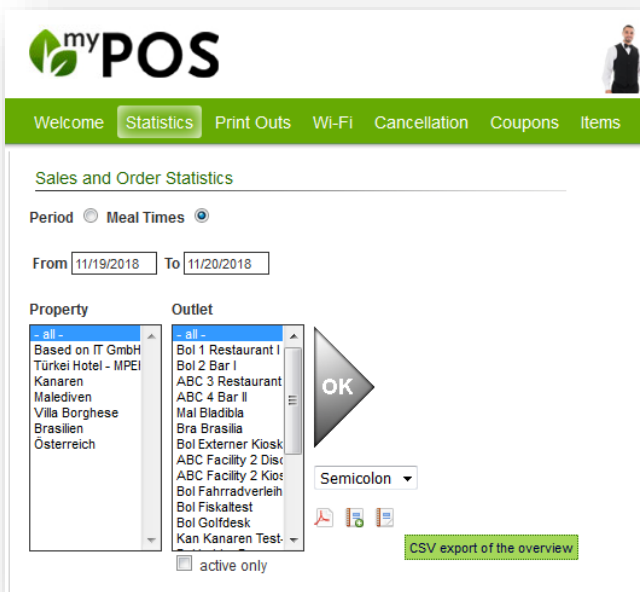 myPOS
Welcome Statistics Print Outs Wi-Fi Cancellation Coupons Items
Sales and Order Statistics
Period Meal Times
From 11/19/2018 To 11/20/2018
Property Outlet
- all -
Based on IT GmbH
Türkei Hotel - MPE
Kanaren
Malediven
Villa Borghese
Brasilien
Österreich
- all -
Bol 1 Restaurant I
Bol 2 Bar I
ABC 3 Restaurant
ABC 4 Bar II
Mal Bladibla
Bra Brasilia
Bol Externer Kiosk
ABC Facility 2 Disc
ABC Facility 2 Kios
Bol Fahrradverleih
Bol Fiskaltest
Bol Golfdesk
Kan Kanaren Test-
active only
OK
Semicolon
CSV export of the overview